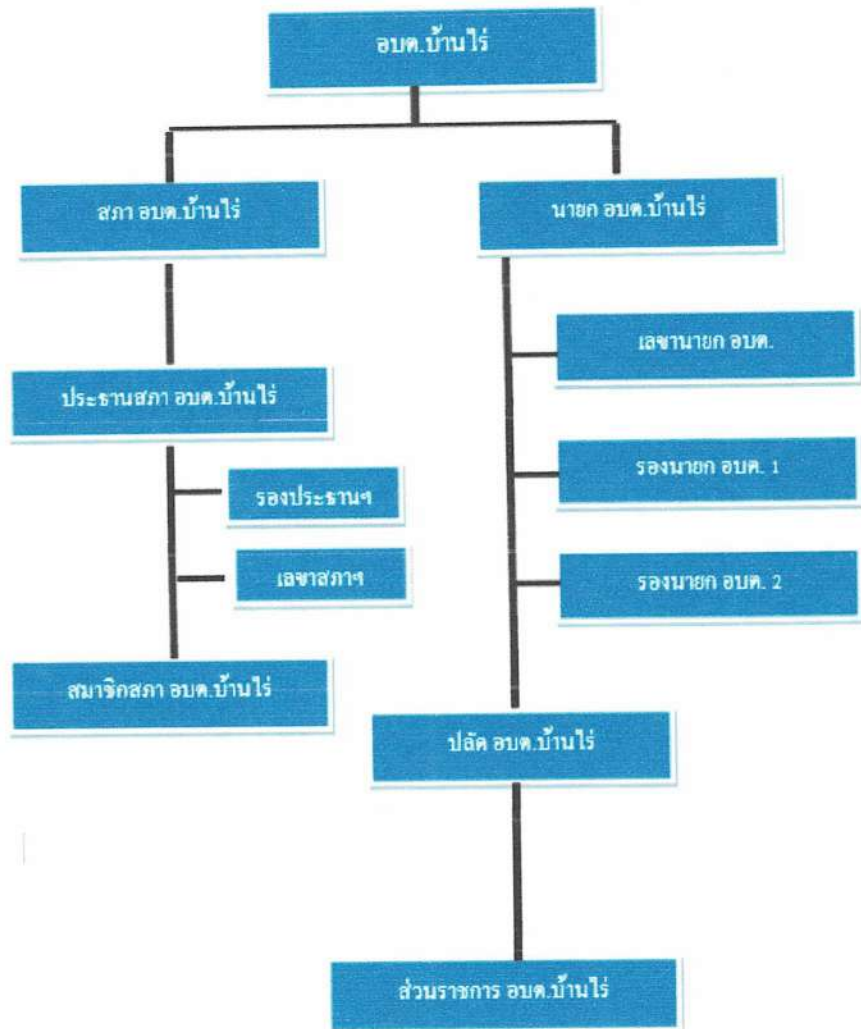 อบต.บ้านไร่
สภา อบต.บ้านไร่
นายก อบต.บ้านไร่
เลขานายก อบต.
ประธานสภา อบต.บ้านไร่
รองนายก อบต. 1
รองประธานฯ
เลขาสภาฯ
รองนายก อบต. 2
สมาชิกสภา อบต.บ้านไร่
ปลัด อบต.บ้านไร่
ส่วนราชการ อบต.บ้านไร่